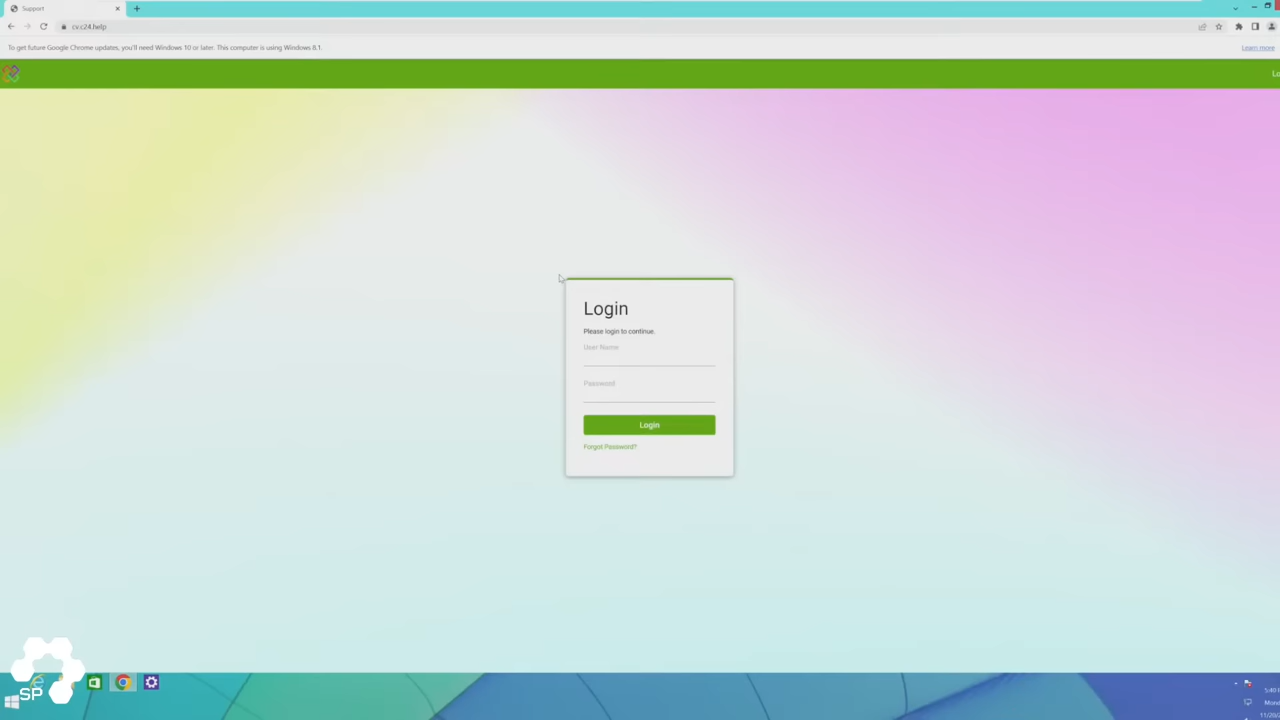 Support
cv.c24.help
To get future Google Chrome updates, you'll need Windows 10 or later. This computer is using Windows 8.1.
Learn more
Login
Please login to continue.
User Name
Password
Login
Forgot Password?
SP
5:40